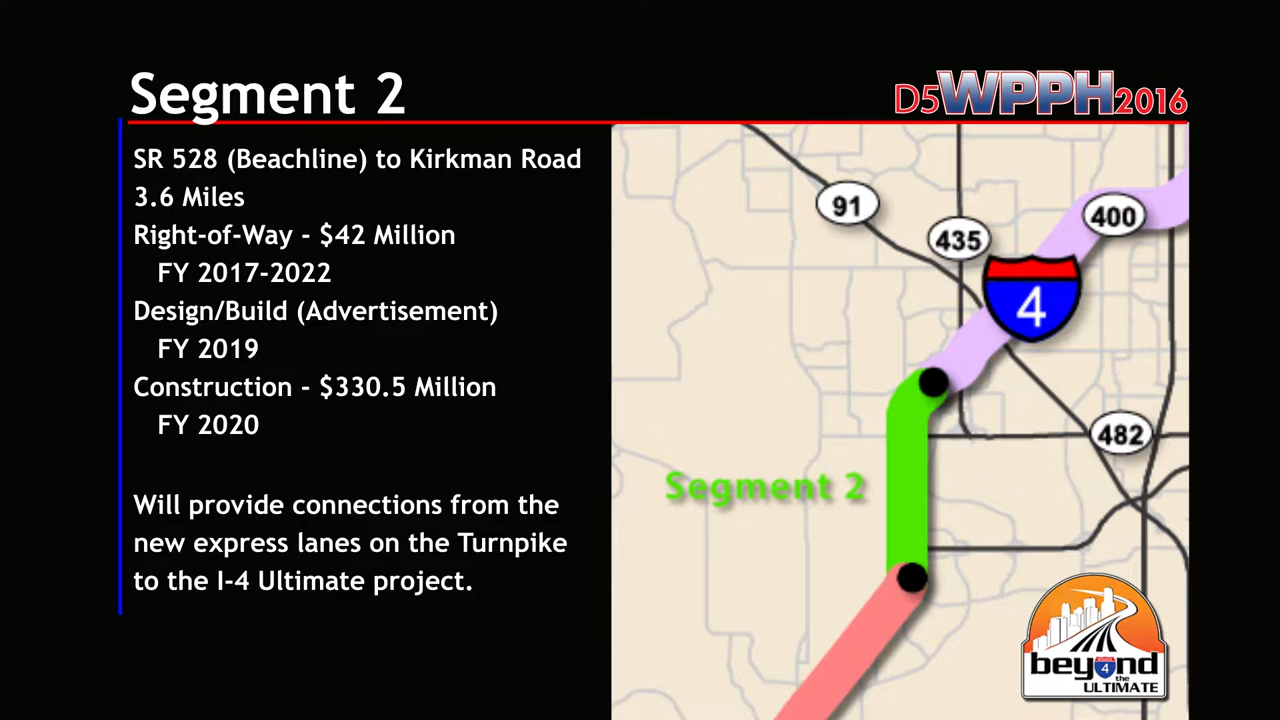 Segment 2
D5WPPH2016
SR 528 (Beachline) to Kirkman Road
3.6 Miles
Right-of-Way - $42 Million
FY 2017-2022
Design/Build (Advertisement)
FY 2019
Construction - $330.5 Million
FY 2020
Will provide connections from the
new express lanes on the Turnpike
to the I-4 Ultimate project.
91
435
400
4
482
Segment 2
beyond
4
the
ULTIMATE